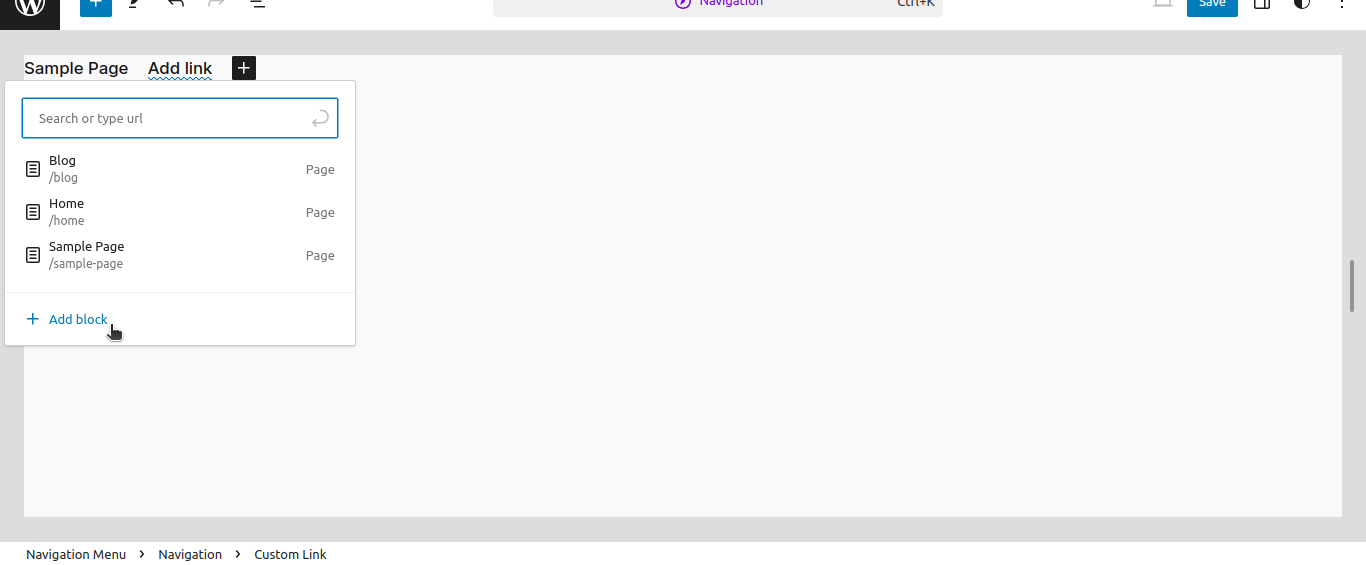 Navigation Ctrl+K Save
Sample Page Add link
Search or type url
Blog
/blog Page
Home
/home Page
Sample Page
/sample-page Page
Add block
Navigation Menu > Navigation > Custom Link